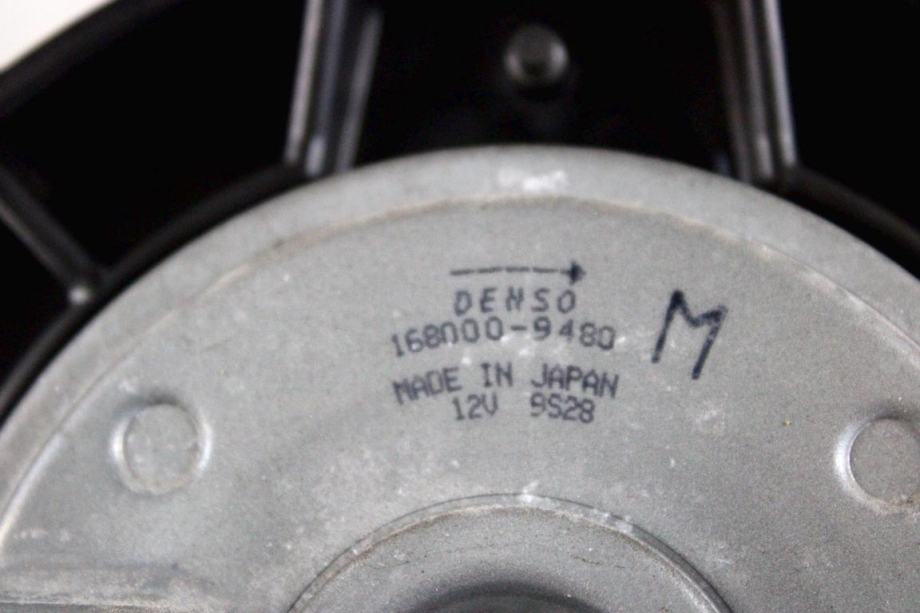 DENSO
168000-9480
M
MADE IN JAPAN
12V 9S28